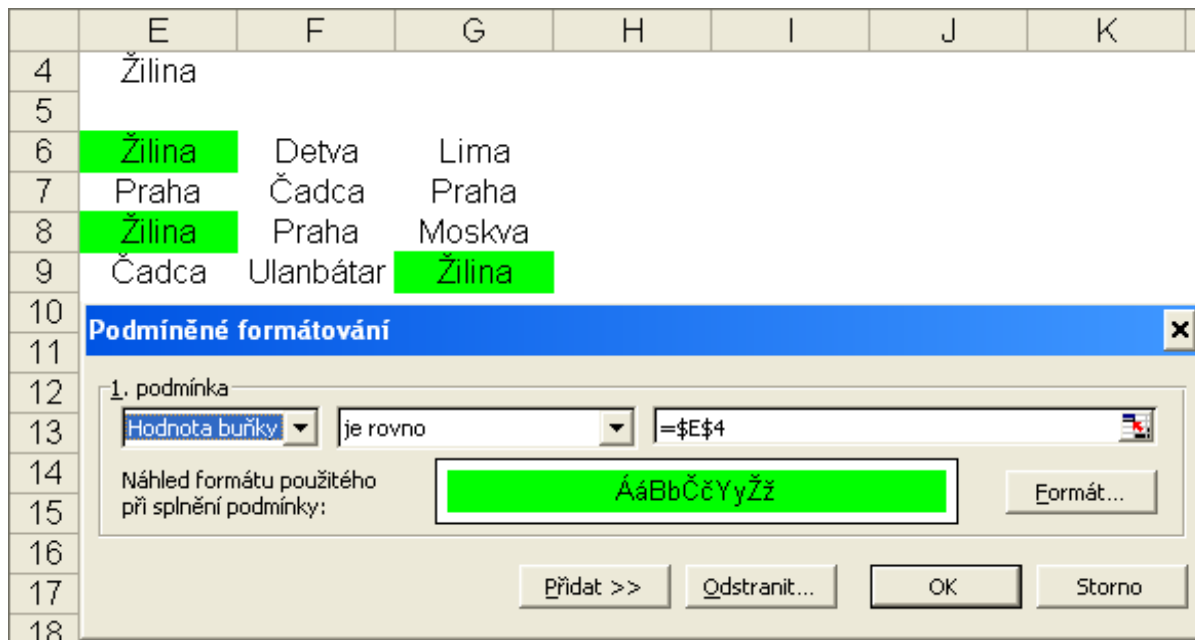 E F G H I J K
4 Žilina
5
6 Žilina Detva Lima
7 Praha Čadca Praha
8 Žilina Praha Moskva
9 Čadca Ulanbátar Žilina
10
Podmíněné formátování
11
12
1. podmínka
13
Hodnota buňky je rovno =$E$4
14
Náhled formátu použitého
při splnění podmínky:
ÁáBbČčYyŽž
Formát...
15
16
17
Přidat >> Odstranit... OK Storno
18